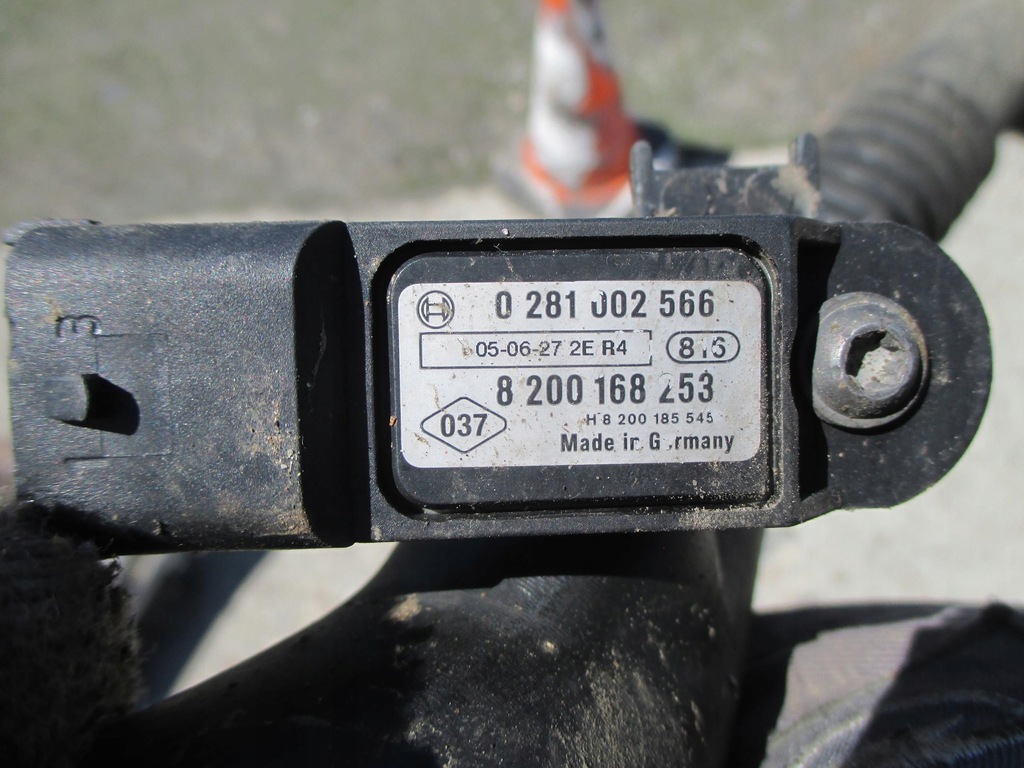 0 281 002 566
05-06-27 2E R4 816
8 200 168 253
037
H 8 200 185 545
Made in Germany
3